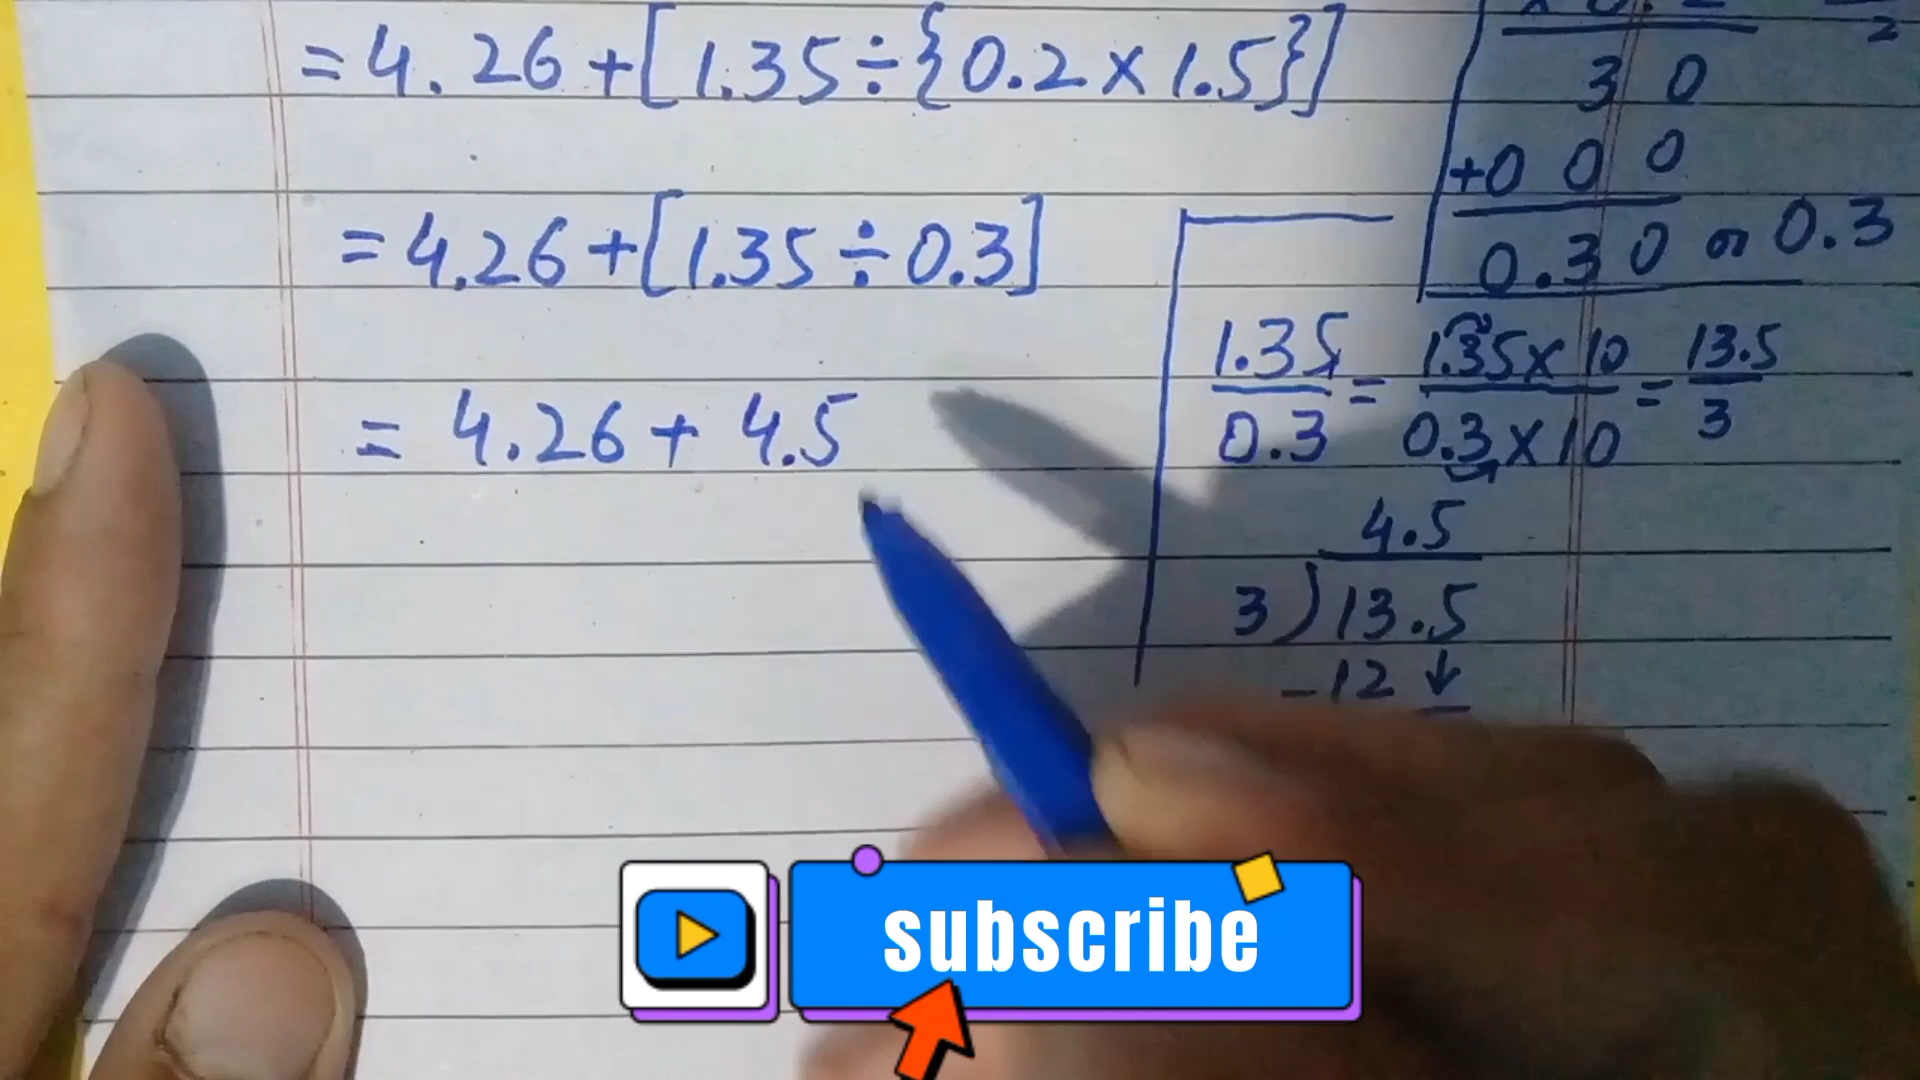 = 4.26 + [1.35 ÷ {0.2 × 1.5}]
= 4.26 + [1.35 ÷ 0.3]
= 4.26 + 4.5
3 0
+0 0 0
0.3 0 or 0.3
1.35/0.3 = 1.35 × 10/0.3 × 10 = 13.5/3
4.5
3 ) 13.5
-12 ↓
subscribe